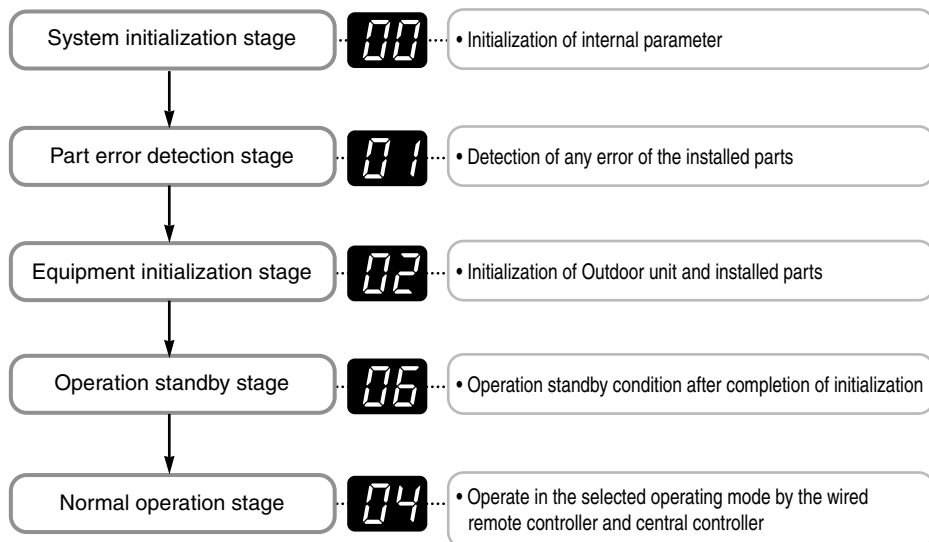 System initialization stage
00
• Initialization of internal parameter
Part error detection stage
01
• Detection of any error of the installed parts
Equipment initialization stage
02
• Initialization of Outdoor unit and installed parts
Operation standby stage
06
• Operation standby condition after completion of initialization
Normal operation stage
04
• Operate in the selected operating mode by the wired
remote controller and central controller